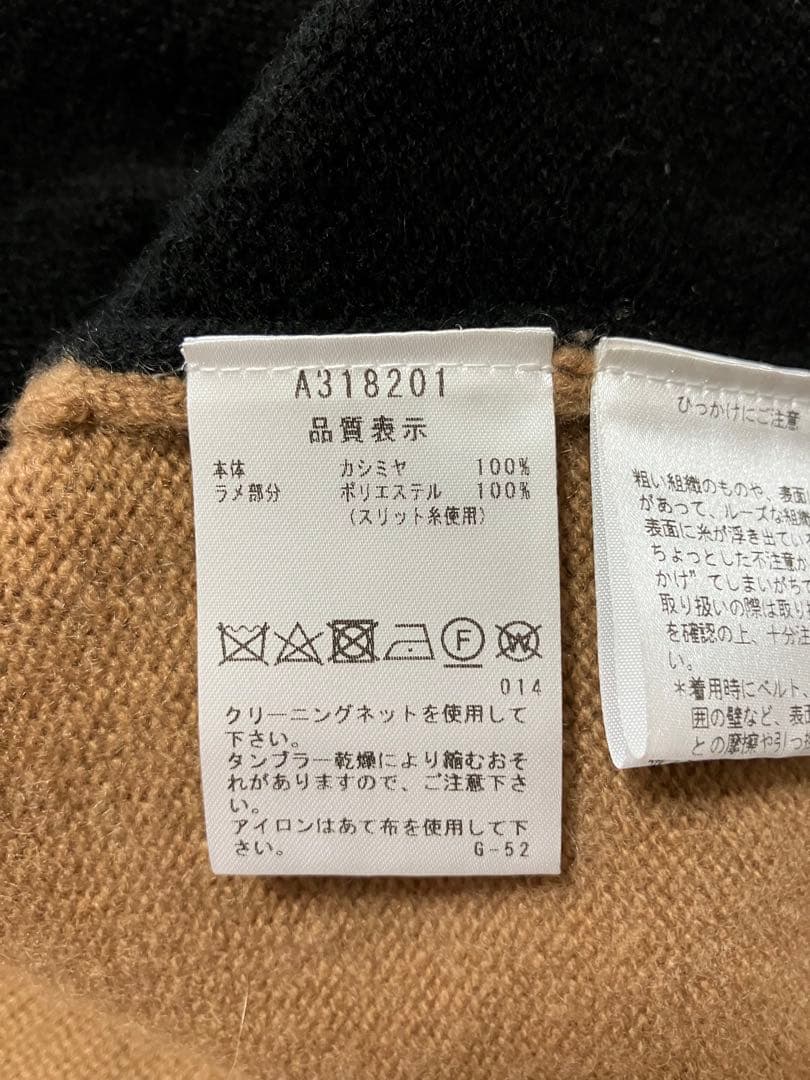 A318201
品質表示
本体 カシミヤ 100%
ラメ部分 ポリエステル 100%
(スリット糸使用)
F W
014
クリーニングネットを使用して
下さい。
タンブラー乾燥により縮むおそ
れがありますので、ご注意下さ
い。
アイロンはあて布を使用して下
さい。 G-52
ひっかけにご注意
粗い組織のものや、表面
があって、ルーズな組織
表面に糸が浮き出てい
ちょっとした不注意か
かけ”てしまいがちで
取り扱いの際は取り
を確認の上、十分注
い。
*着用時にベルト、
囲の壁など、表面
との摩擦や引っ